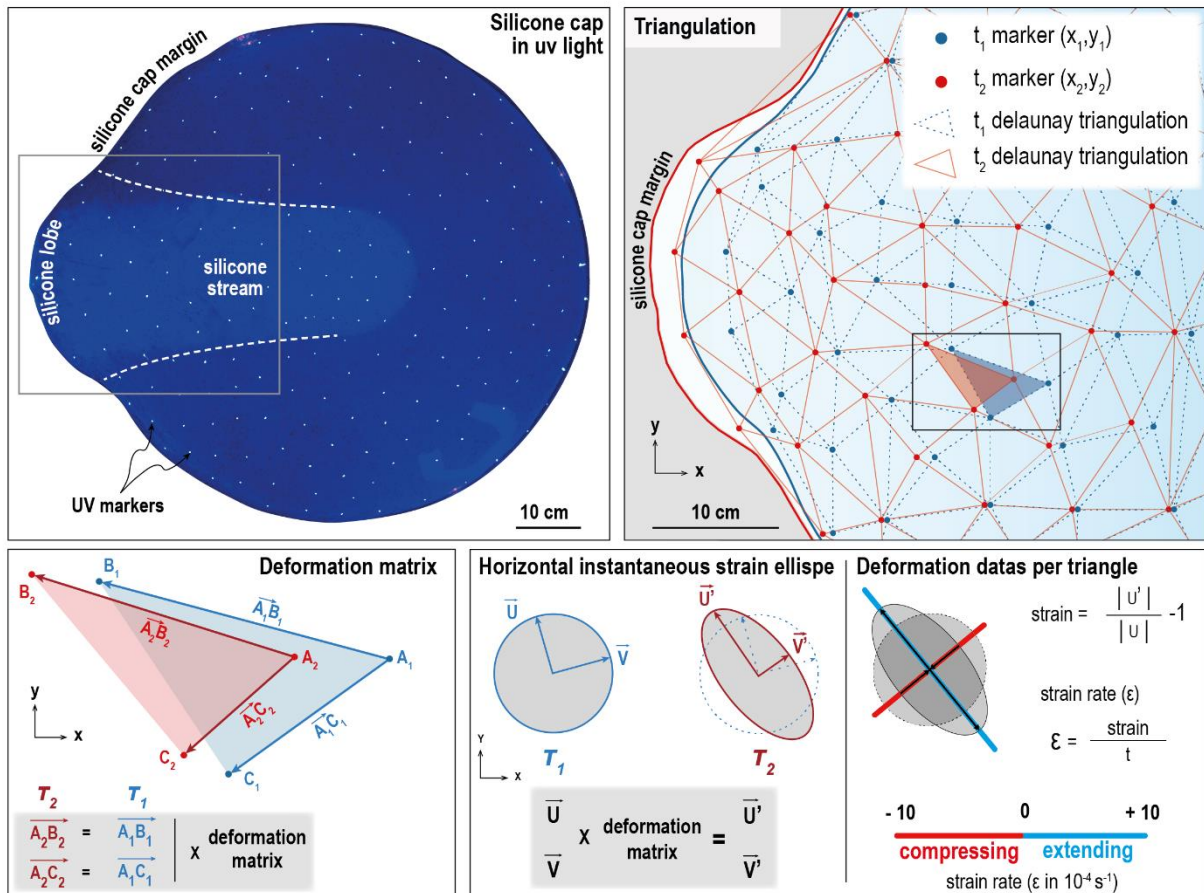 Silicone cap
in uv light
silicone cap margin
silicone lobe
silicone
stream
UV markers
10 cm
Triangulation
t1 marker (x1,y1)
t2 marker (x2,y2)
t1 delaunay triangulation
t2 delaunay triangulation
silicone cap margin
y
x
10 cm
Deformation matrix
B1
B2
A1B1
A2B2
A2
A1
A2C2
A1C1
C2
C1
y
x
T2 T1
A2B2 = A1B1
A2C2 = A1C1
x deformation
matrix
Horizontal instantaneous strain ellipe
U
V
U'
V'
Y
X
T1
T2
U U'
x deformation
matrix =
V V'
Deformation datas per triangle
strain = |U'| / |U| -1
strain rate (ε)
ε = strain / t
- 10 0 + 10
compressing extending
strain rate (ε in 10-4 s-1)